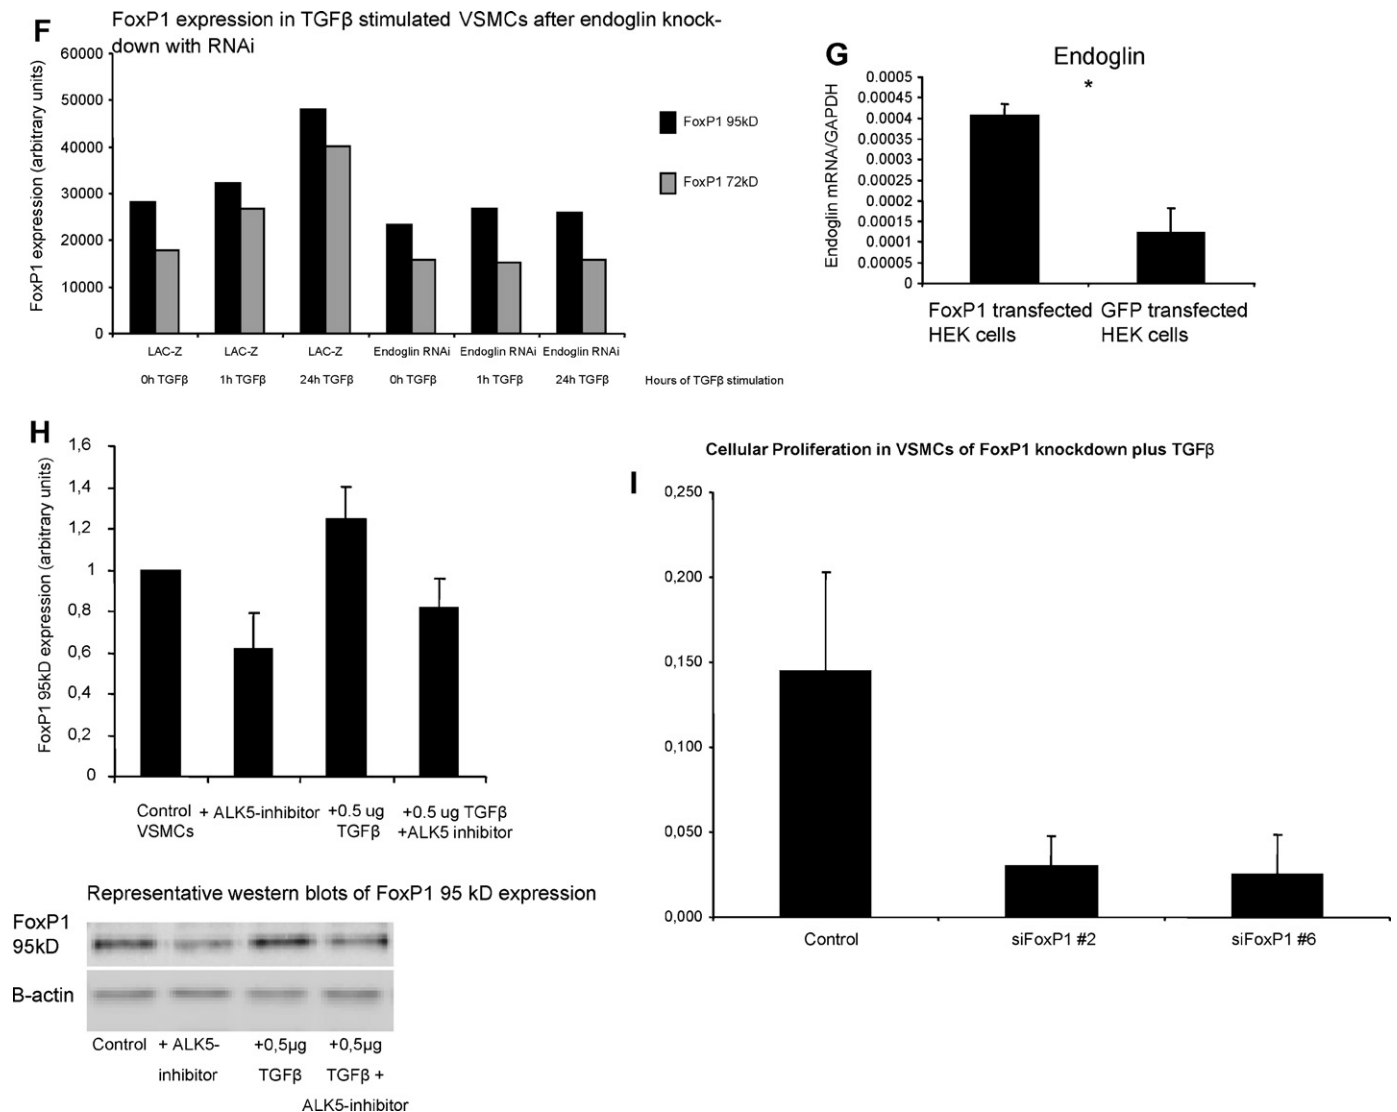 F
FoxP1 expression in TGFβ stimulated VSMCs after endoglin knock-
down with RNAi
FoxP1 expression (arbitrary units)
60000
50000
40000
30000
20000
10000
0
FoxP1 95kD
FoxP1 72kD
LAC-Z LAC-Z LAC-Z Endoglin RNAi Endoglin RNAi Endoglin RNAi
0h TGFβ 1h TGFβ 24h TGFβ 0h TGFβ 1h TGFβ 24h TGFβ Hours of TGFβ stimulation
G
Endoglin
*
Endoglin mRNA/GAPDH
0.0005
0.00045
0.0004
0.00035
0.0003
0.00025
0.0002
0.00015
0.0001
0.00005
0
FoxP1 transfected GFP transfected
HEK cells HEK cells
H
FoxP1 95kD expression (arbitrary units)
1,6
1,4
1,2
1
0,8
0,6
0,4
0,2
0
Control + ALK5-inhibitor +0.5 ug +0.5 ug TGFβ
VSMCs TGFβ +ALK5 inhibitor
Representative western blots of FoxP1 95 kD expression
FoxP1
95kD
B-actin
Control + ALK5- +0,5µg +0,5µg
inhibitor TGFβ TGFβ +
ALK5-inhibitor
Cellular Proliferation in VSMCs of FoxP1 knockdown plus TGFβ
I
0,250
0,200
0,150
0,100
0,050
0,000
Control siFoxP1 #2 siFoxP1 #6